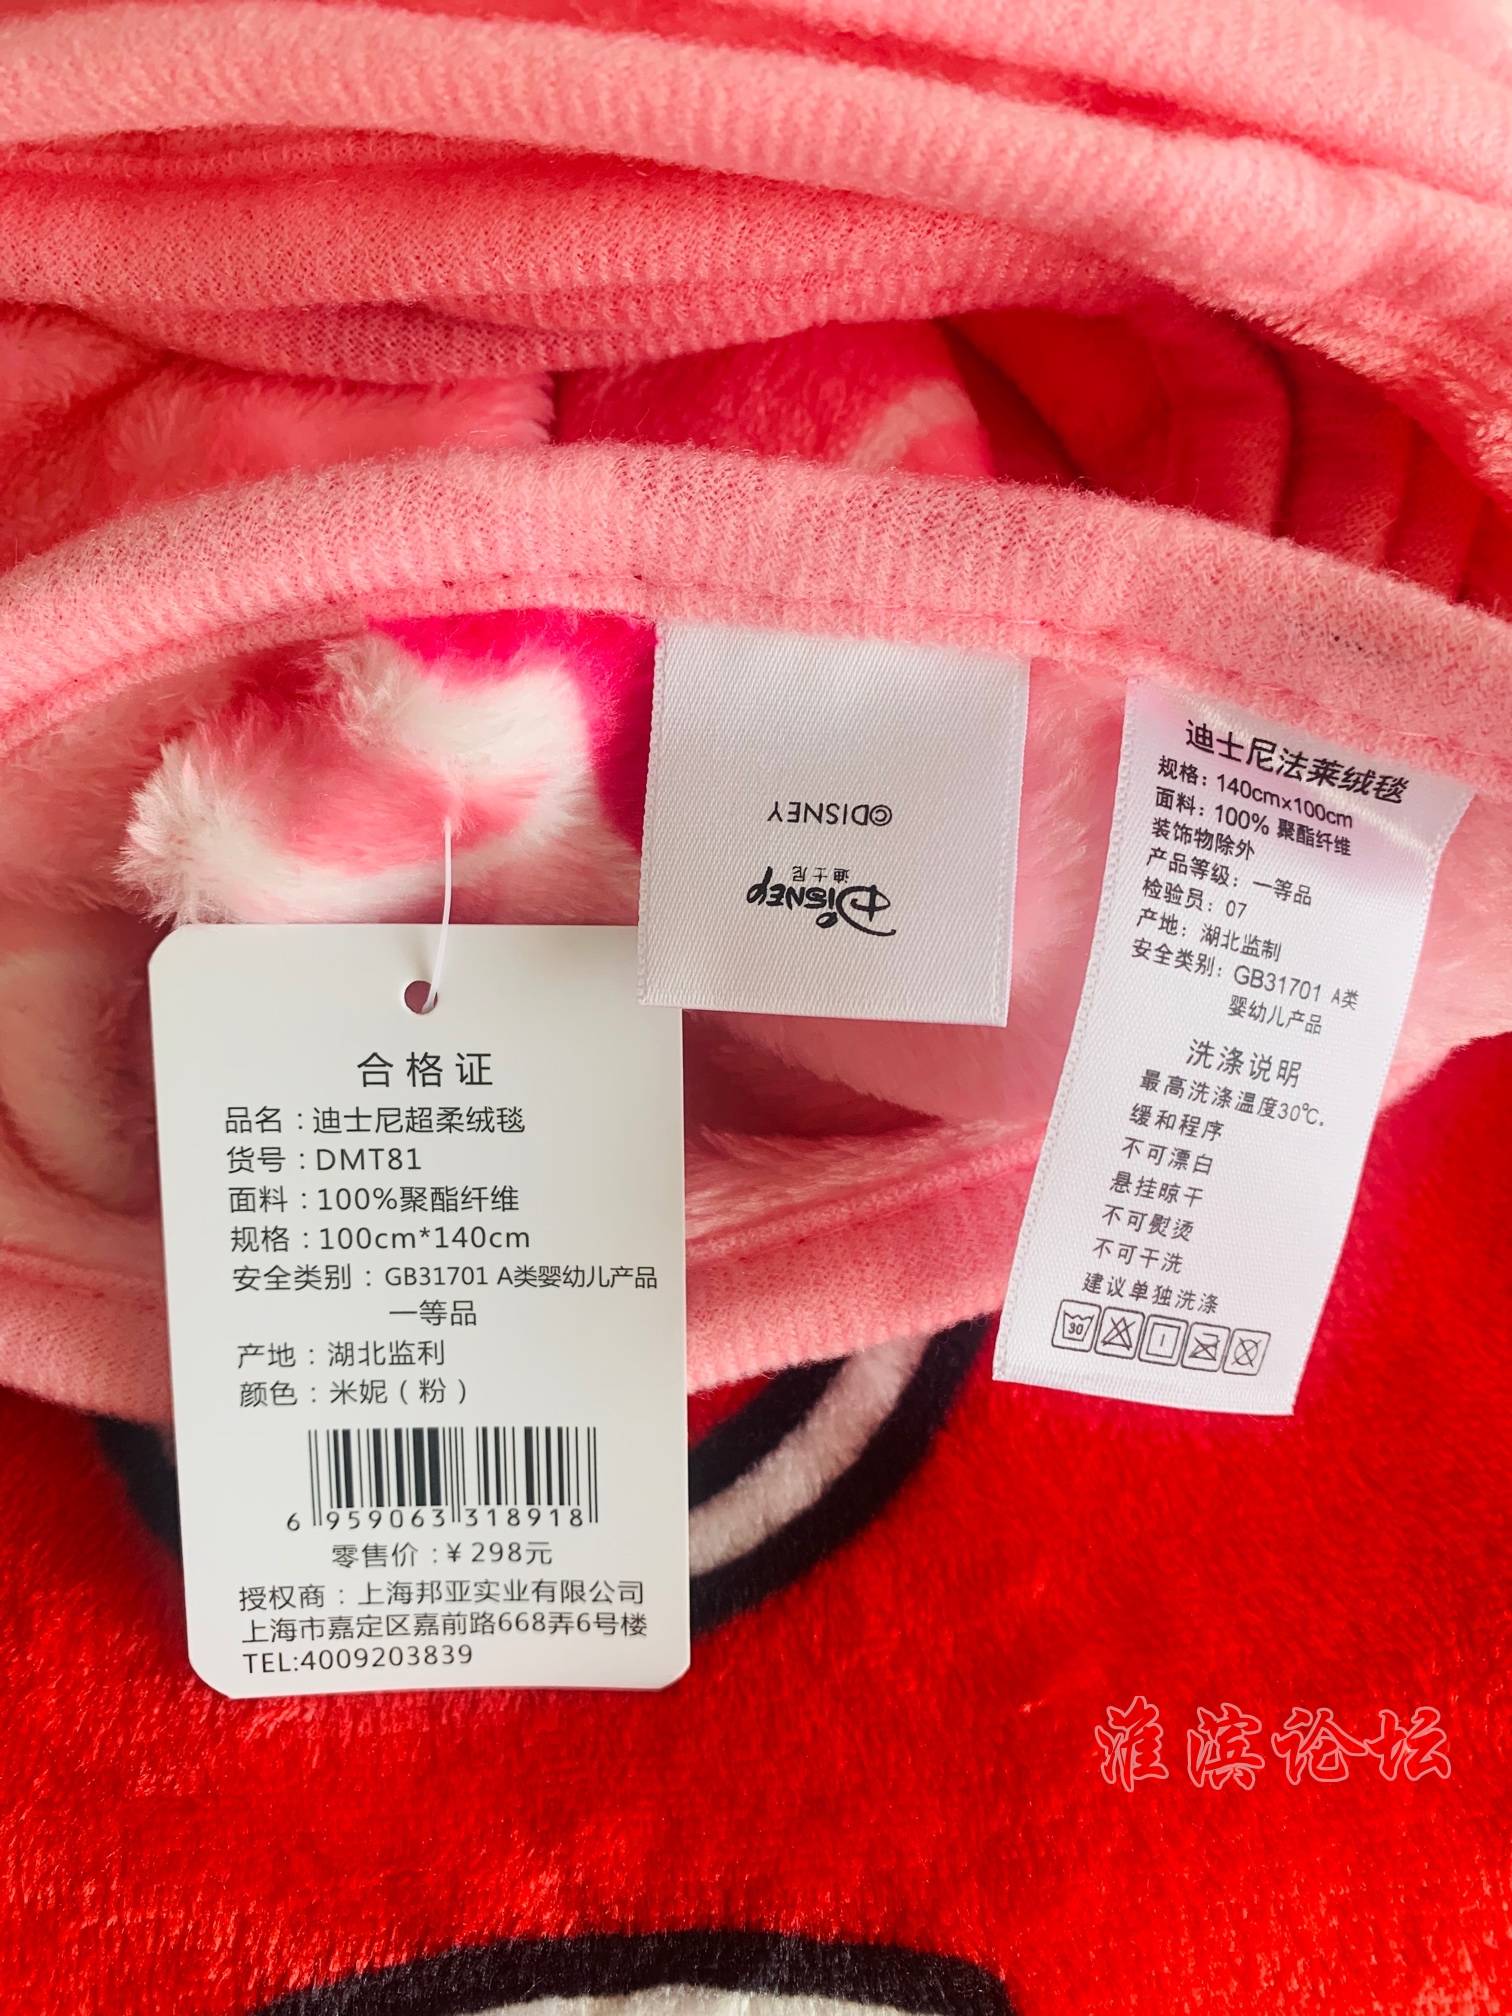 合格证
品名：迪士尼超柔绒毯
货号：DMT81
面料：100%聚酯纤维
规格：100cm*140cm
安全类别：GB31701 A类婴幼儿产品
一等品
产地：湖北监利
颜色：米妮（粉）
6 959063 318918
零售价：¥ 298元
授权商：上海邦亚实业有限公司
上海市嘉定区嘉前路668弄6号楼
TEL:4009203839
Disney
迪士尼
©DISNEY
迪士尼法莱绒毯
规格：140cmx100cm
面料：100% 聚酯纤维
装饰物除外
产品等级：一等品
检验员：07
产地：湖北监制
安全类别：GB31701 A类
婴幼儿产品
洗涤说明
最高洗涤温度30℃.
缓和程序
不可漂白
悬挂晾干
不可熨烫
不可干洗
建议单独洗涤
30
淮滨论坛